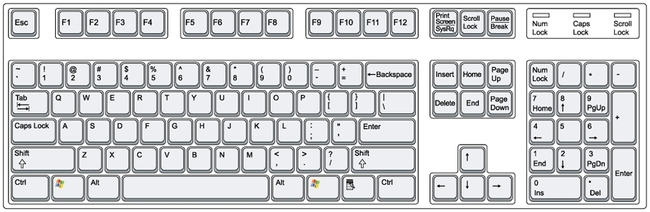 Esc F1 F2 F3 F4 F5 F6 F7 F8 F9 F10 F11 F12 Print Screen SysRq Scroll Lock Pause Break Num Lock Caps Lock Scroll Lock
~ ` ! 1 @ 2 # 3 $ 4 % 5 ^ 6 & 7 * 8 ( 9 ) 0 _ - + = ←Backspace Insert Home Page Up Num Lock / * -
Tab Q W E R T Y U I O P { [ } ] | \ Delete End Page Down 7 Home 8 ↑ 9 PgUp +
Caps Lock A S D F G H J K L : ; " ' Enter 4 ← 5 6 →
Shift Z X C V B N M < , > . ? / Shift ↑ 1 End 2 ↓ 3 PgDn Enter
Ctrl Alt Alt Ctrl ← ↓ → 0 Ins . Del